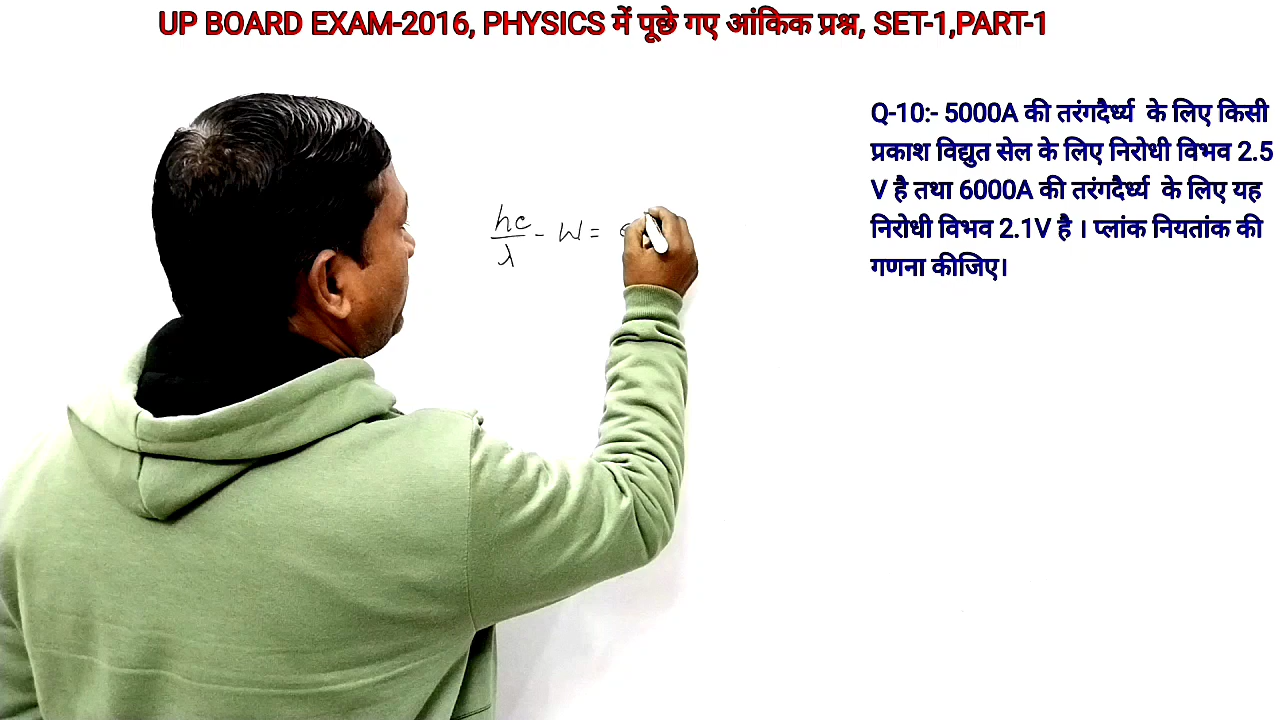 UP BOARD EXAM-2016, PHYSICS में पूछे गए आंकिक प्रश्न, SET-1,PART-1
Q-10:- 5000A की तरंगदैर्ध्य के लिए किसी
प्रकाश विद्युत सेल के लिए निरोधी विभव 2.5
V है तथा 6000A की तरंगदैर्ध्य के लिए यह
निरोधी विभव 2.1V है । प्लांक नियतांक की
गणना कीजिए।
hc
— - W =
λ